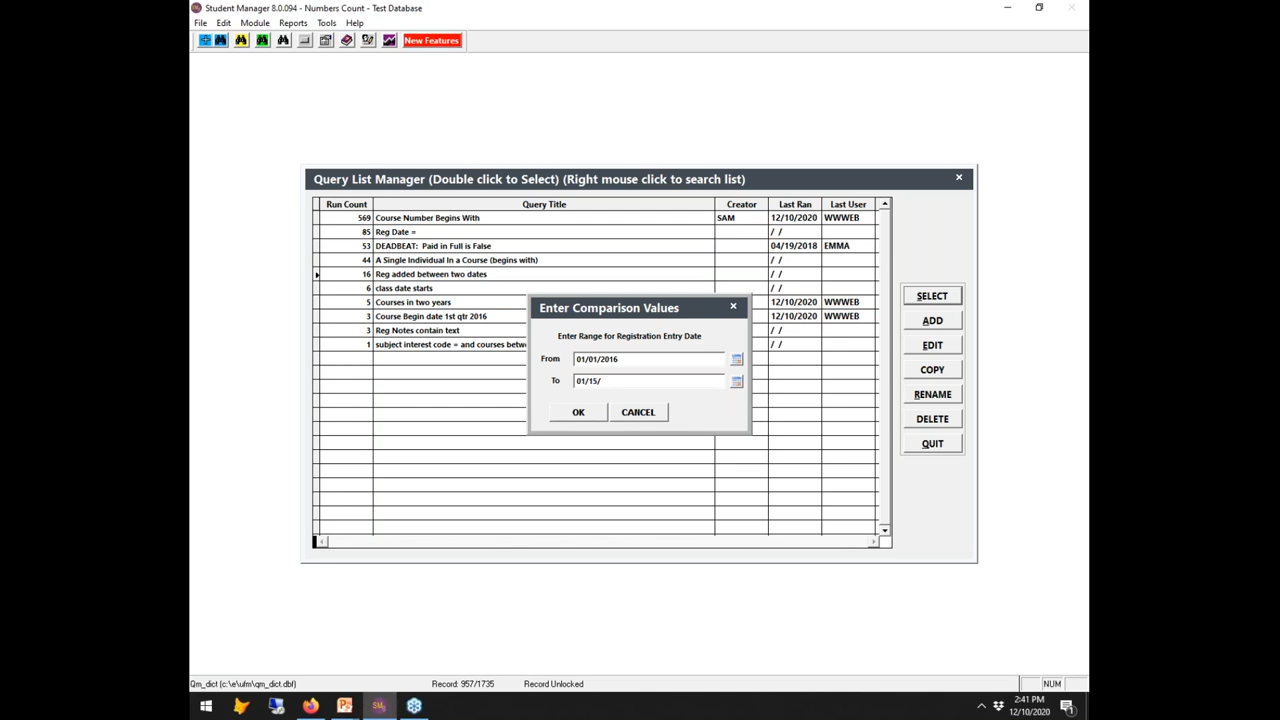 Student Manager 8.0.094 - Numbers Count - Test Database
File Edit Module Reports Tools Help
New Features
Query List Manager (Double click to Select) (Right mouse click to search list)
Run Count Query Title Creator Last Ran Last User
569 Course Number Begins With SAM 12/10/2020 WWWEB
85 Reg Date = / /
53 DEADBEAT: Paid in Full is False 04/19/2018 EMMA
44 A Single Individual In a Course (begins with) / /
16 Reg added between two dates / /
6 class date starts / /
5 Courses in two years 12/10/2020 WWWEB
3 Course Begin date 1st qtr 2016 12/10/2020 WWWEB
3 Reg Notes contain text / /
1 subject interest code = and courses betwe / /
Enter Comparison Values
Enter Range for Registration Entry Date
From 01/01/2016
To 01/15/
OK CANCEL
SELECT
ADD
EDIT
COPY
RENAME
DELETE
QUIT
Qm_dict (c:\e\ufm\qm_dict.dbf) Record: 957/1735 Record Unlocked NUM
2:41 PM
12/10/2020